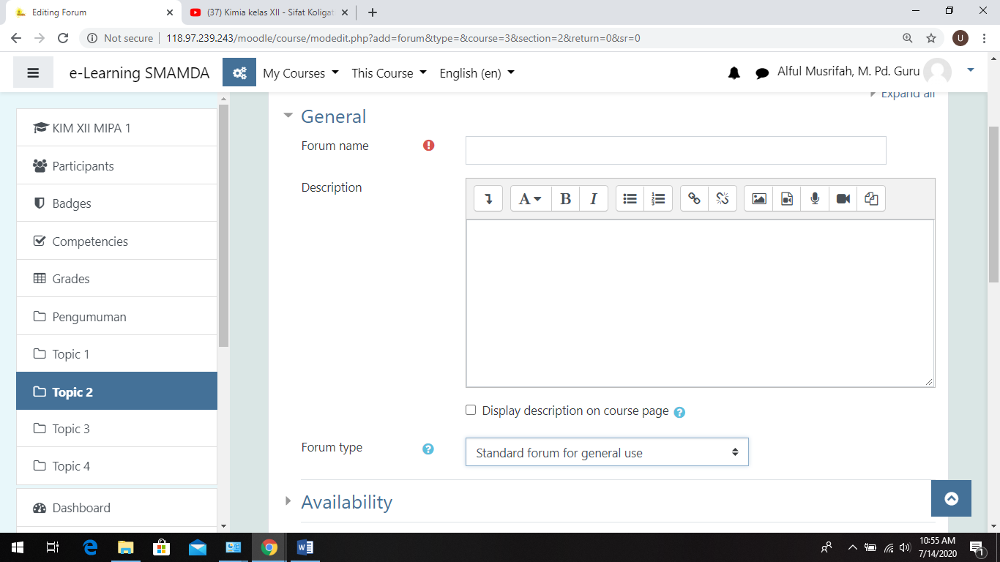 Editing Forum
(37) Kimia kelas XII - Sifat Koligat
Not secure 118.97.239.243/moodle/course/modedit.php?add=forum&type=&course=3&section=2&return=0&sr=0
U
e-Learning SMAMDA My Courses This Course English (en) Alful Musrifah, M. Pd. Guru
Expand all
KIM XII MIPA 1
Participants
Badges
Competencies
Grades
Pengumuman
Topic 1
Topic 2
Topic 3
Topic 4
Dashboard
General
Forum name
Description
A B I
Display description on course page
Forum type
Standard forum for general use
Availability
10:55 AM
7/14/2020
1